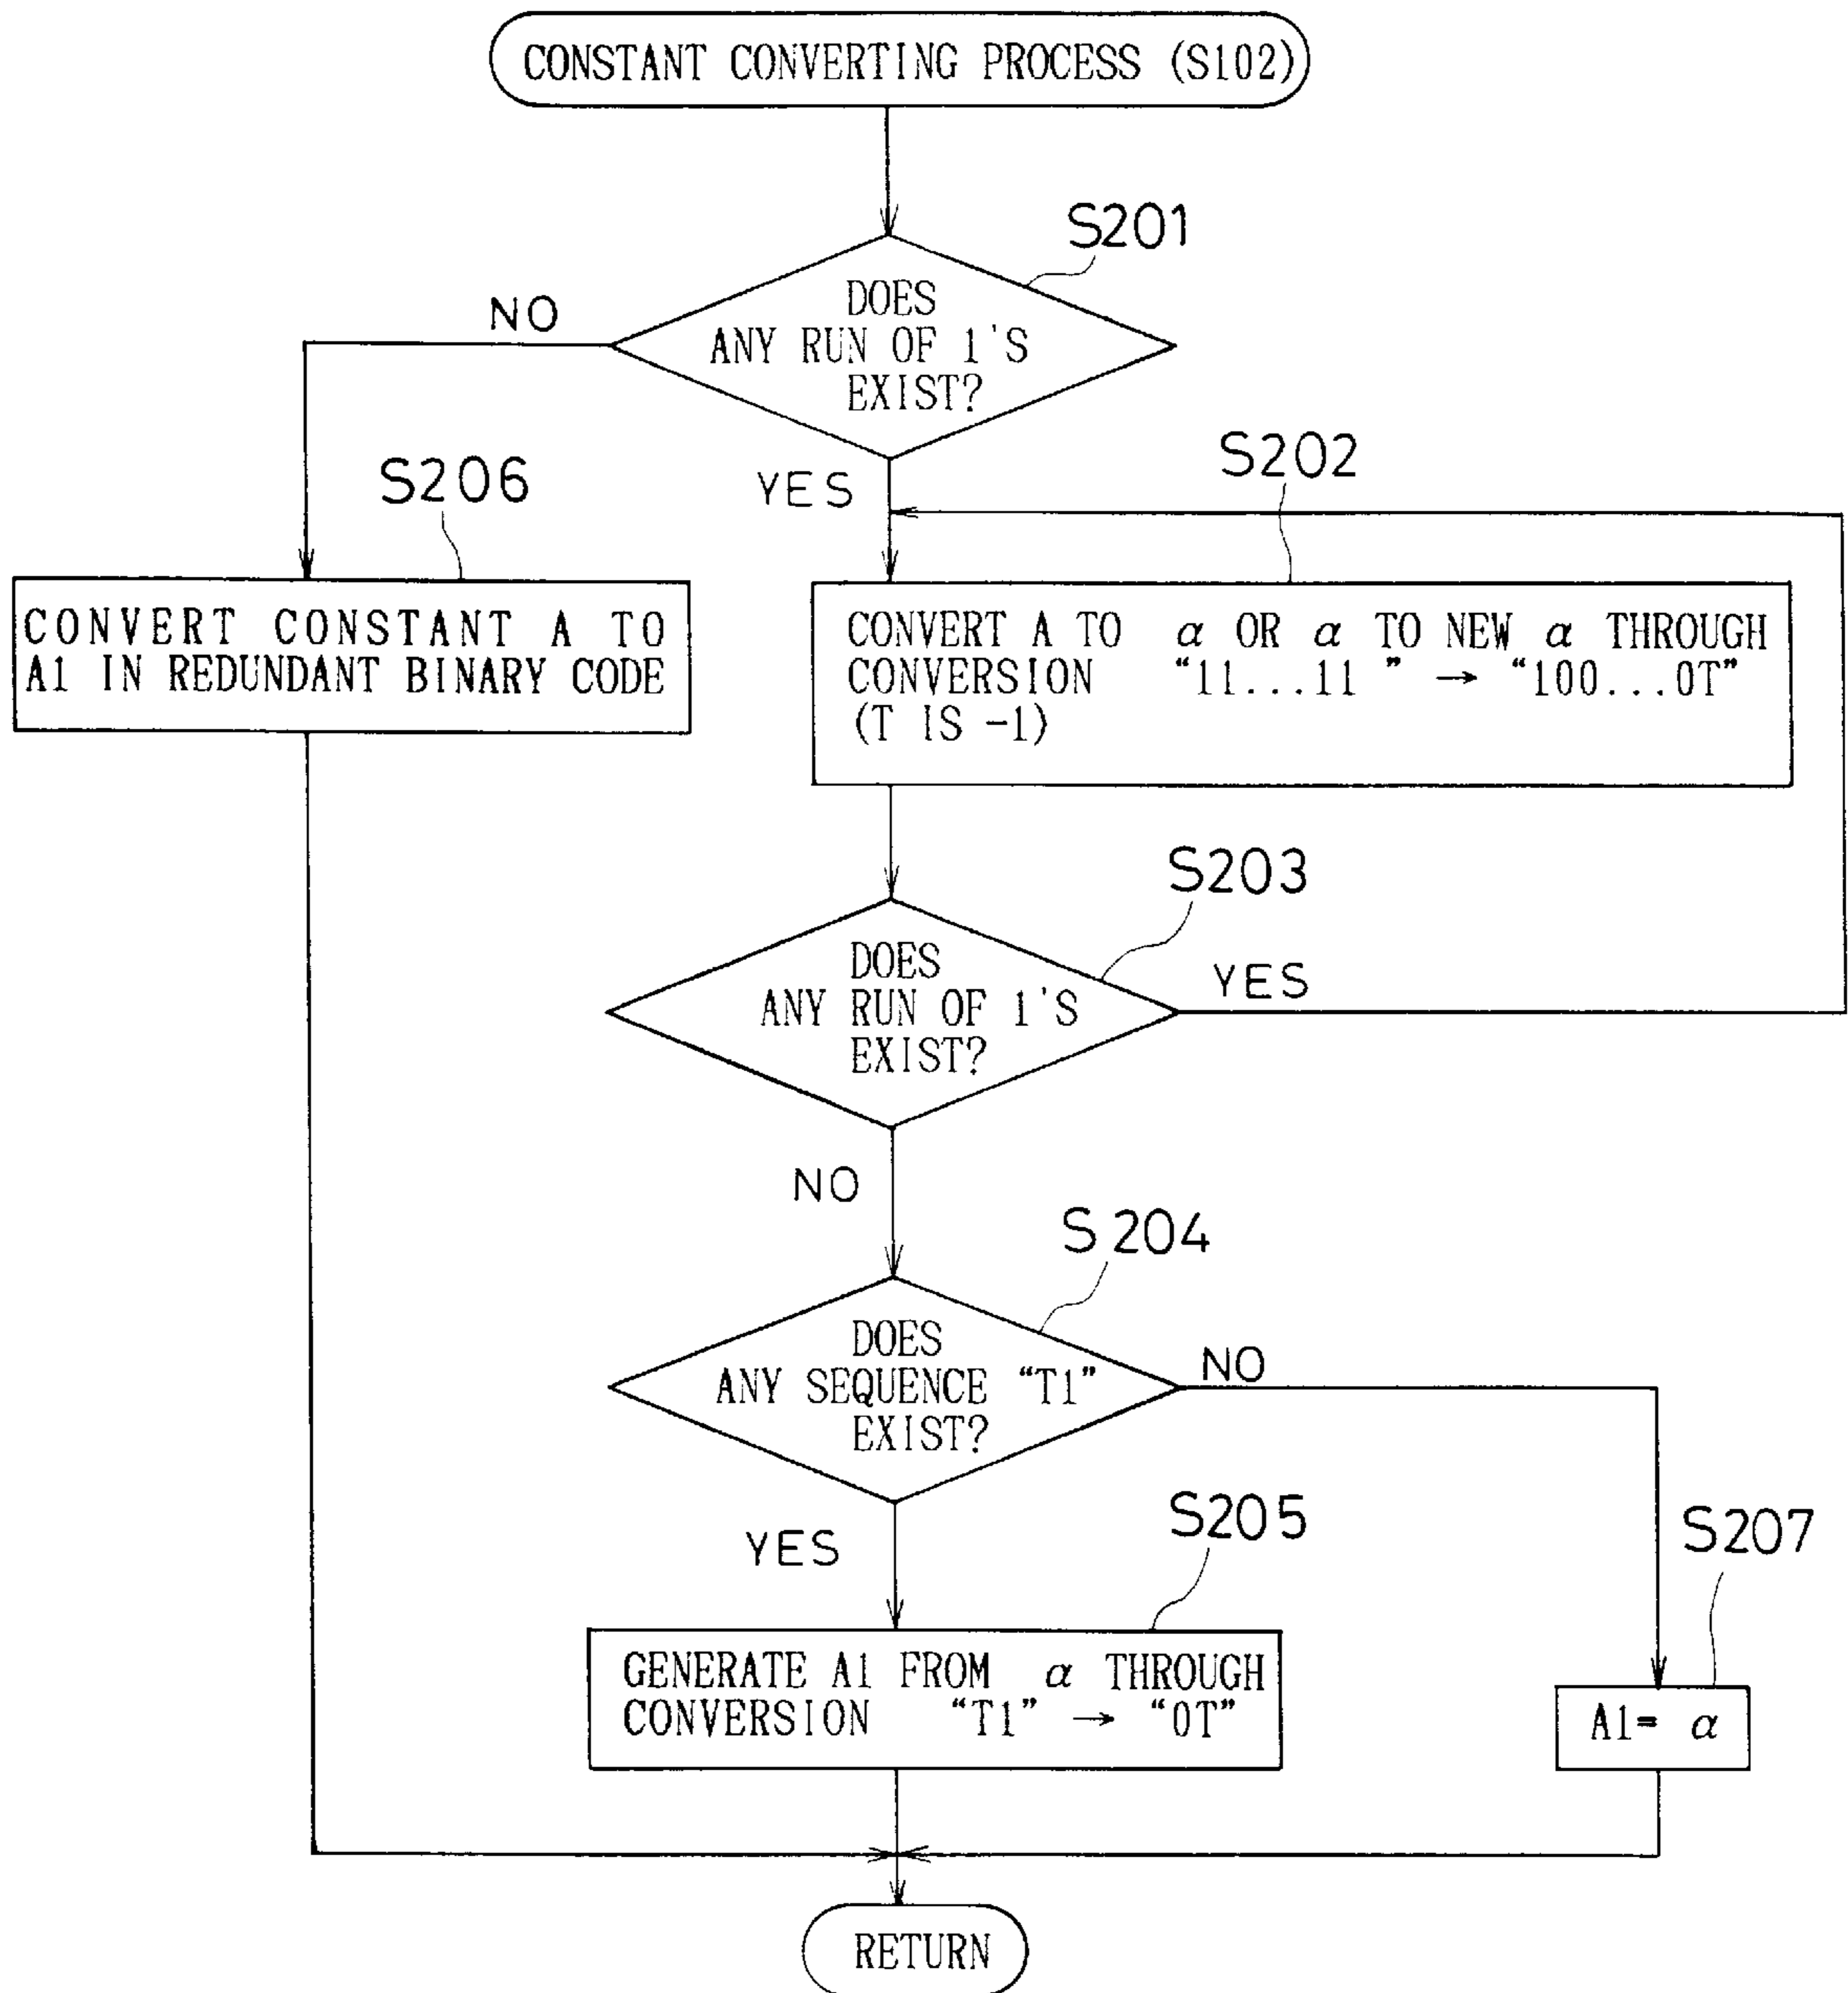 CONSTANT CONVERTING PROCESS (S102)
S201
DOES
ANY RUN OF 1'S
EXIST?
NO
YES
S206
CONVERT CONSTANT A TO
A1 IN REDUNDANT BINARY CODE
S202
CONVERT A TO α OR α TO NEW α THROUGH
CONVERSION “11...11 ” → “100...0T”
(T IS -1)
S203
DOES
ANY RUN OF 1'S
EXIST?
YES
NO
S204
DOES
ANY SEQUENCE “T1”
EXIST?
NO
YES
S205
GENERATE A1 FROM α THROUGH
CONVERSION “T1” → “0T”
S207
A1= α
RETURN